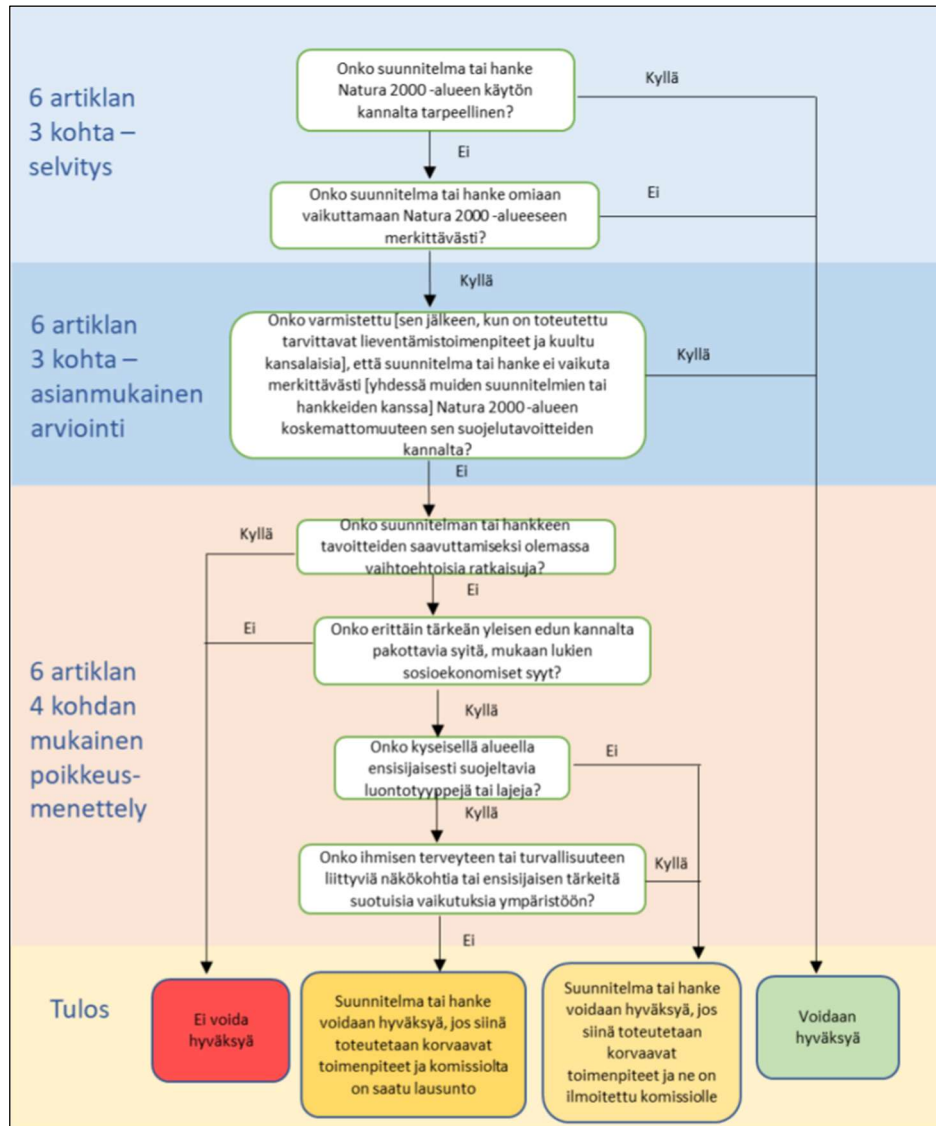 6 artiklan
3 kohta –
selvitys
Onko suunnitelma tai hanke
Natura 2000 -alueen käytön
kannalta tarpeellinen?
Kyllä
Ei
Onko suunnitelma tai hanke omiaan
vaikuttamaan Natura 2000 -alueeseen
merkittävästi?
Ei
Kyllä
6 artiklan
3 kohta –
asianmukainen
arviointi
Onko varmistettu [sen jälkeen, kun on toteutettu
tarvittavat lieventämistoimenpiteet ja kuultu
kansalaisia], että suunnitelma tai hanke ei vaikuta
merkittävästi [yhdessä muiden suunnitelmien tai
hankkeiden kanssa] Natura 2000 -alueen
koskemattomuuteen sen suojelutavoitteiden
kannalta?
Kyllä
Ei
6 artiklan
4 kohdan
mukainen
poikkeus-
menettely
Onko suunnitelman tai hankkeen
tavoitteiden saavuttamiseksi olemassa
vaihtoehtoisia ratkaisuja?
Kyllä
Ei
Onko erittäin tärkeän yleisen edun kannalta
pakottavia syitä, mukaan lukien
sosioekonomiset syyt?
Ei
Kyllä
Onko kyseisellä alueella
ensisijaisesti suojeltavia
luontotyyppejä tai lajeja?
Ei
Kyllä
Onko ihmisen terveyteen tai turvallisuuteen
liittyviä näkökohtia tai ensisijaisen tärkeitä
suotuisia vaikutuksia ympäristöön?
Kyllä
Ei
Tulos
Ei voida
hyväksyä
Suunnitelma tai hanke
voidaan hyväksyä, jos siinä
toteutetaan korvaavat
toimenpiteet ja komissiolta
on saatu lausunto
Suunnitelma tai hanke
voidaan hyväksyä, jos
siinä toteutetaan
korvaavat
toimenpiteet ja ne on
ilmoitettu komissiolle
Voidaan
hyväksyä